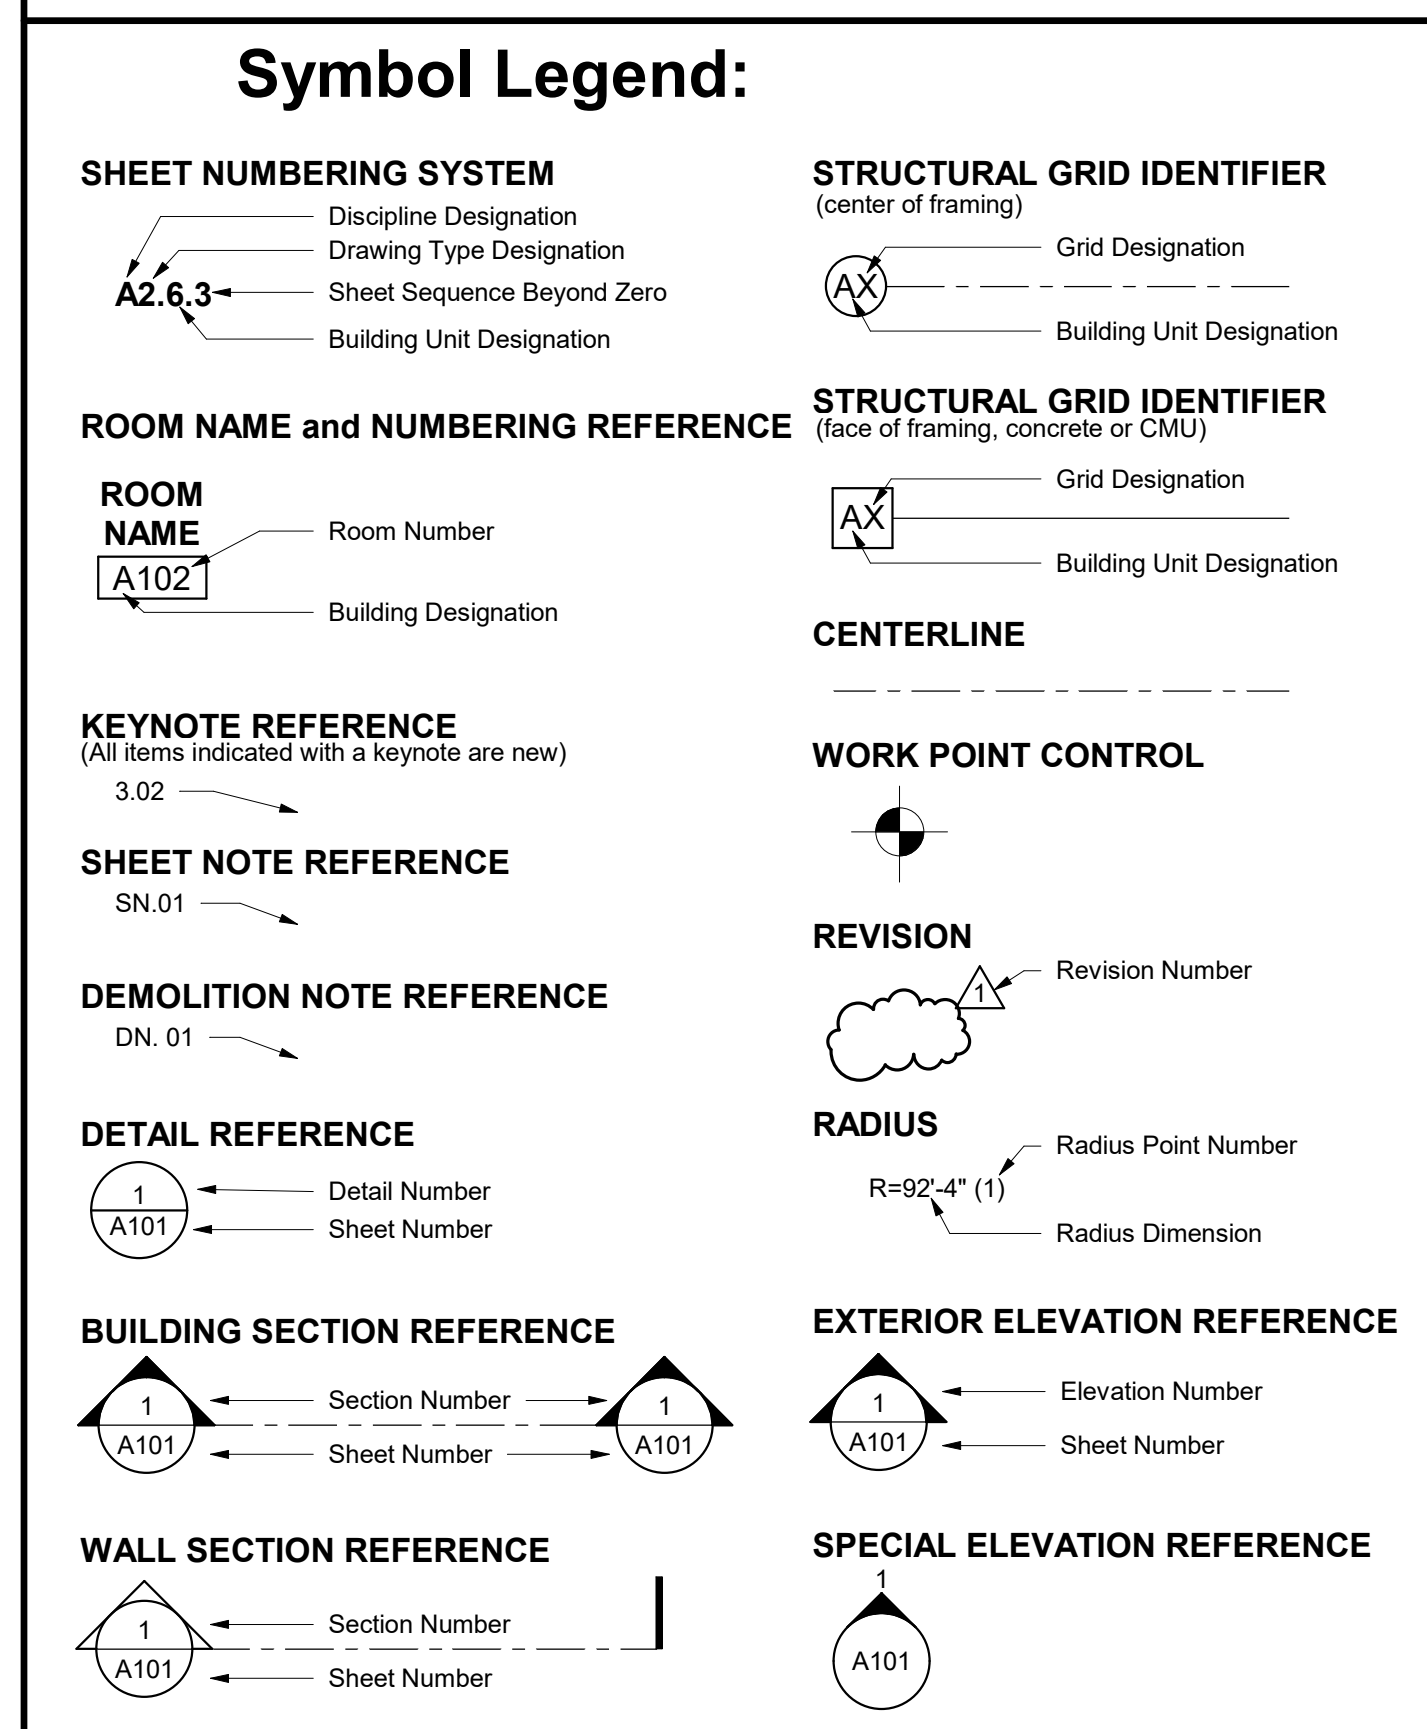 Symbol Legend:
SHEET NUMBERING SYSTEM
Discipline Designation
Drawing Type Designation
A2.6.3
Sheet Sequence Beyond Zero
Building Unit Designation
ROOM NAME and NUMBERING REFERENCE
ROOM
NAME
Room Number
A102
Building Designation
KEYNOTE REFERENCE
(All items indicated with a keynote are new)
3.02
SHEET NOTE REFERENCE
SN.01
DEMOLITION NOTE REFERENCE
DN. 01
DETAIL REFERENCE
1
Detail Number
A101
Sheet Number
BUILDING SECTION REFERENCE
1
Section Number
1
A101
Sheet Number
A101
WALL SECTION REFERENCE
1
Section Number
A101
Sheet Number
STRUCTURAL GRID IDENTIFIER
(center of framing)
Grid Designation
AX
Building Unit Designation
STRUCTURAL GRID IDENTIFIER
(face of framing, concrete or CMU)
Grid Designation
AX
Building Unit Designation
CENTERLINE
WORK POINT CONTROL
REVISION
Revision Number
1
RADIUS
Radius Point Number
R=92'-4" (1)
Radius Dimension
EXTERIOR ELEVATION REFERENCE
1
Elevation Number
A101
Sheet Number
SPECIAL ELEVATION REFERENCE
1
A101